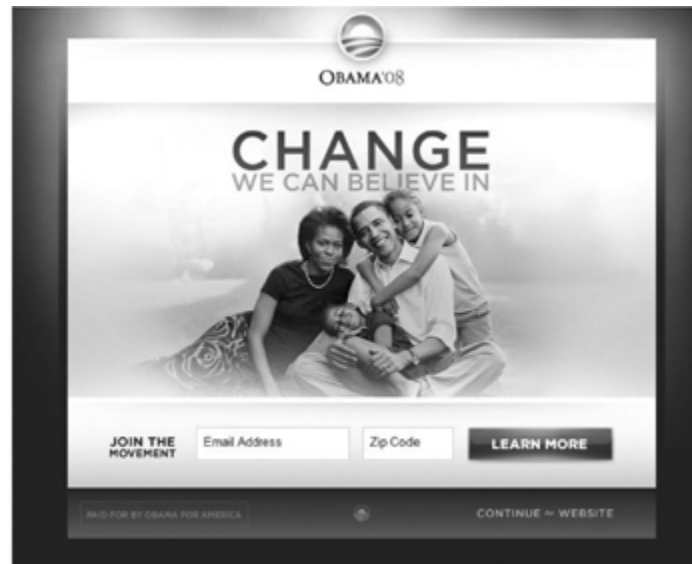 OBAMA'08
CHANGE
WE CAN BELIEVE IN
JOIN THE
MOVEMENT
Email Address
Zip Code
LEARN MORE
PAID FOR BY OBAMA FOR AMERICA
CONTINUE to WEBSITE